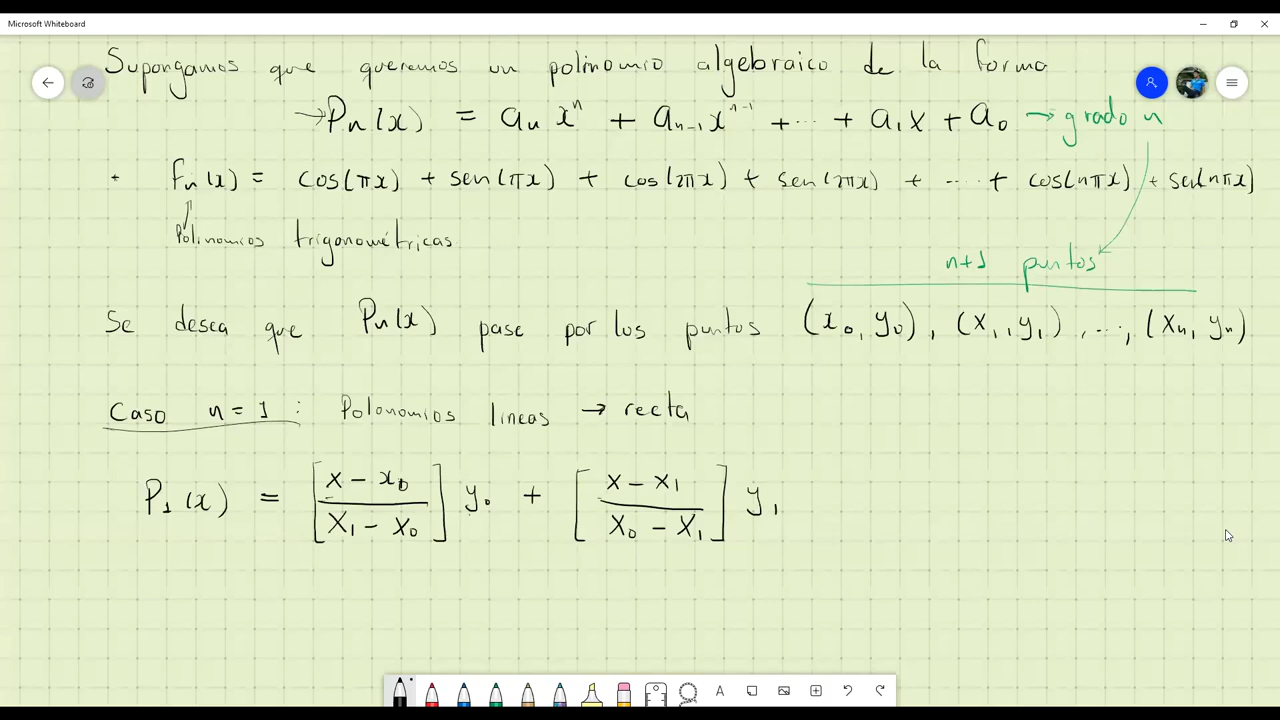 Microsoft Whiteboard
Supongamos que queremos un polinomio algebraico de la forma
→ Pn(x) = an x^n + an-1 x^n-1 + ... + a1 x + a0 → grado n
+ fn(x) = cos(πx) + sen(πx) + cos(2πx) + sen(2πx) + ... + cos(nπx) + sen(nπx)
Polinomios trigonométricas
n+1 puntos
Se desea que Pn(x) pase por los puntos (x0, y0), (x1, y1), ..., (xn, yn)
Caso n = 1 : Polonomios lineas → recta
P1(x) = [x - x0 / x1 - x0] y0 + [x - x1 / x0 - x1] y1
A